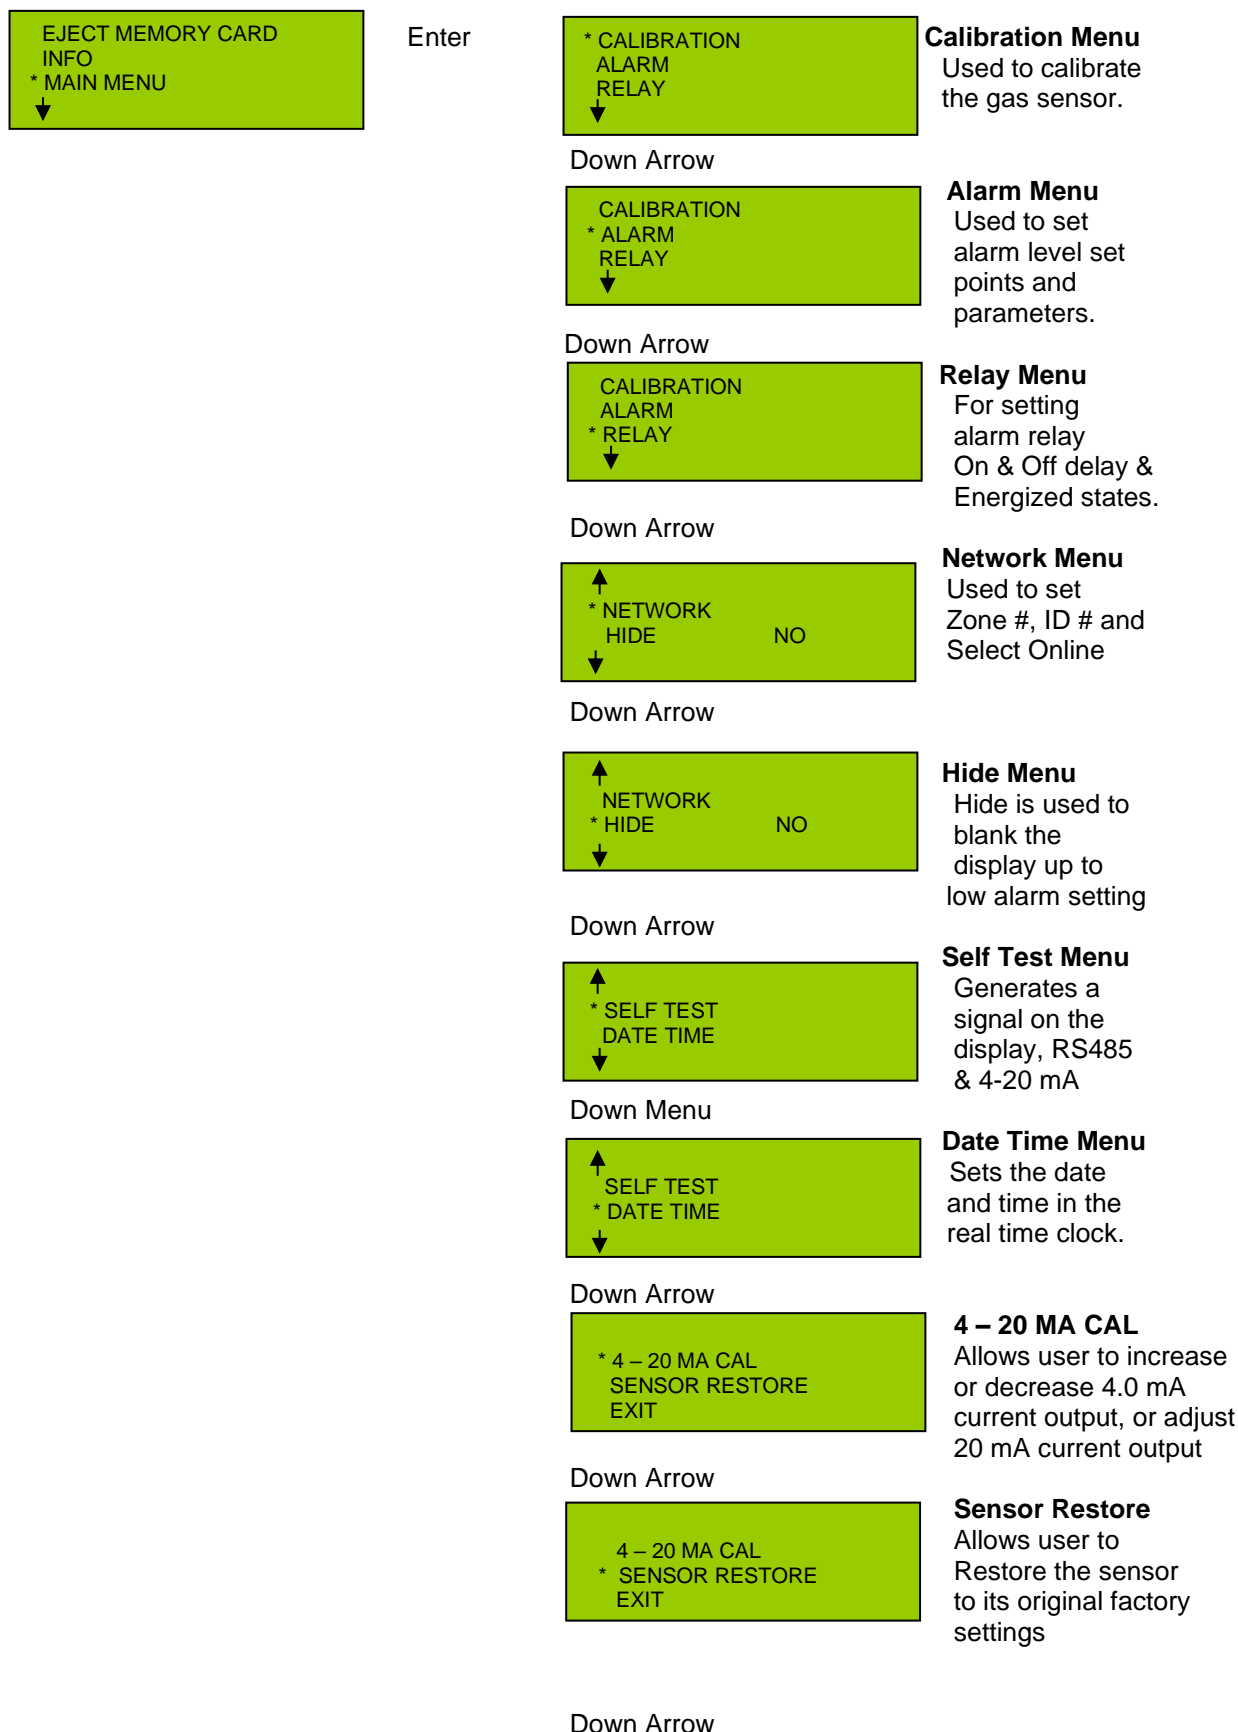 EJECT MEMORY CARD
INFO
* MAIN MENU
Enter
* CALIBRATION
ALARM
RELAY
Calibration Menu
Used to calibrate
the gas sensor.
Down Arrow
CALIBRATION
* ALARM
RELAY
Alarm Menu
Used to set
alarm level set
points and
parameters.
Down Arrow
CALIBRATION
ALARM
* RELAY
Relay Menu
For setting
alarm relay
On & Off delay &
Energized states.
Down Arrow
* NETWORK
HIDE NO
Network Menu
Used to set
Zone #, ID # and
Select Online
Down Arrow
NETWORK
* HIDE NO
Hide Menu
Hide is used to
blank the
display up to
low alarm setting
Down Arrow
* SELF TEST
DATE TIME
Self Test Menu
Generates a
signal on the
display, RS485
& 4-20 mA
Down Menu
SELF TEST
* DATE TIME
Date Time Menu
Sets the date
and time in the
real time clock.
Down Arrow
* 4 – 20 MA CAL
SENSOR RESTORE
EXIT
4 – 20 MA CAL
Allows user to increase
or decrease 4.0 mA
current output, or adjust
20 mA current output
Down Arrow
4 – 20 MA CAL
* SENSOR RESTORE
EXIT
Sensor Restore
Allows user to
Restore the sensor
to its original factory
settings
Down Arrow